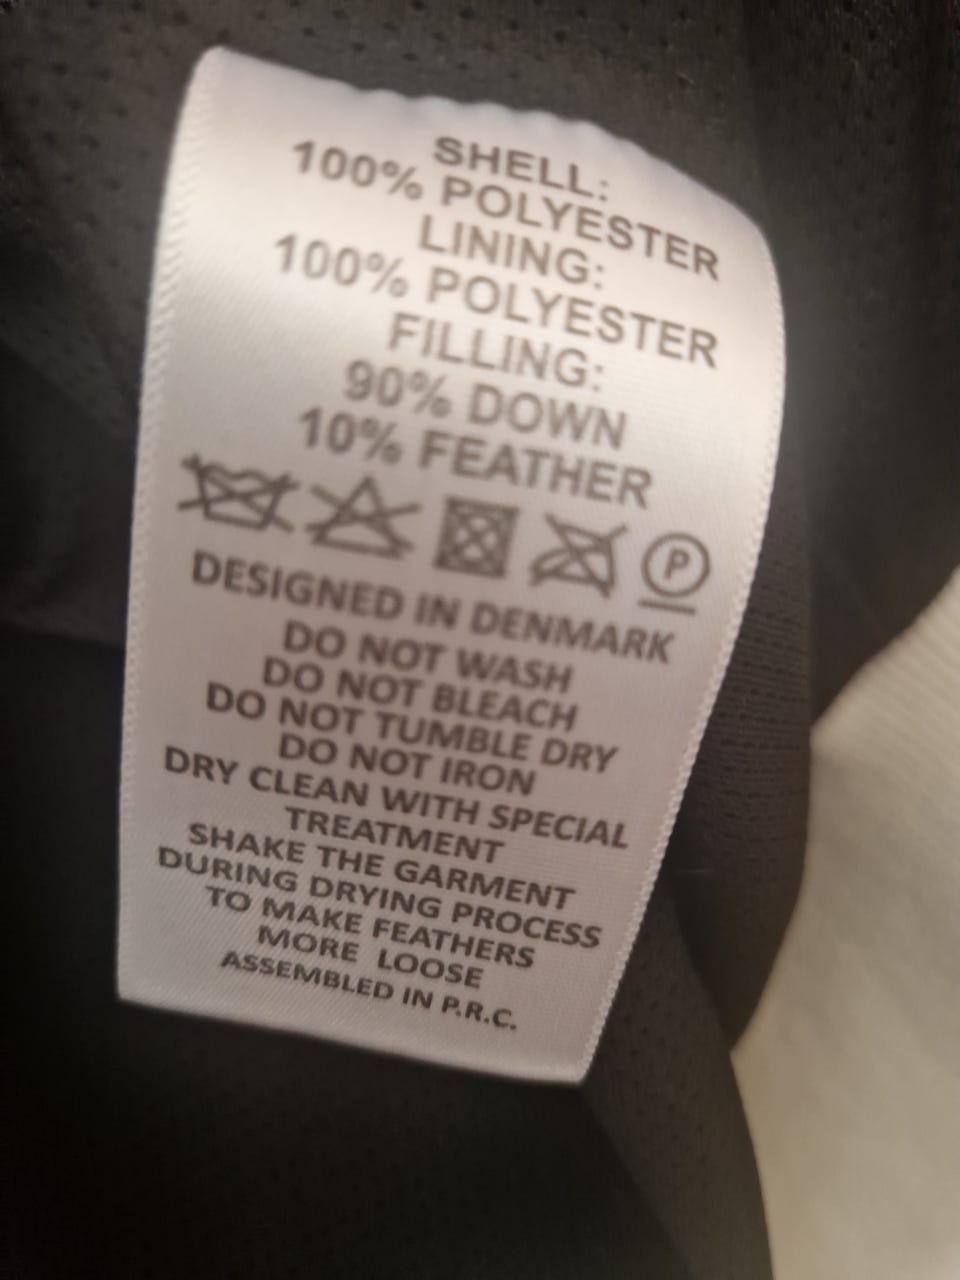 SHELL:
100% POLYESTER
LINING:
100% POLYESTER
FILLING:
90% DOWN
10% FEATHER
P
DESIGNED IN DENMARK
DO NOT WASH
DO NOT BLEACH
DO NOT TUMBLE DRY
DO NOT IRON
DRY CLEAN WITH SPECIAL
TREATMENT
SHAKE THE GARMENT
DURING DRYING PROCESS
TO MAKE FEATHERS
MORE LOOSE
ASSEMBLED IN P.R.C.